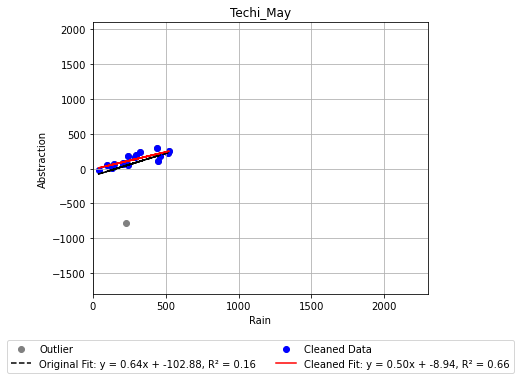 Techi_May
2000
1500
1000
500
0
−500
−1000
−1500
Abstraction
0 500 1000 1500 2000
Rain
Outlier Cleaned Data
Original Fit: y = 0.64x + -102.88, R² = 0.16 Cleaned Fit: y = 0.50x + -8.94, R² = 0.66